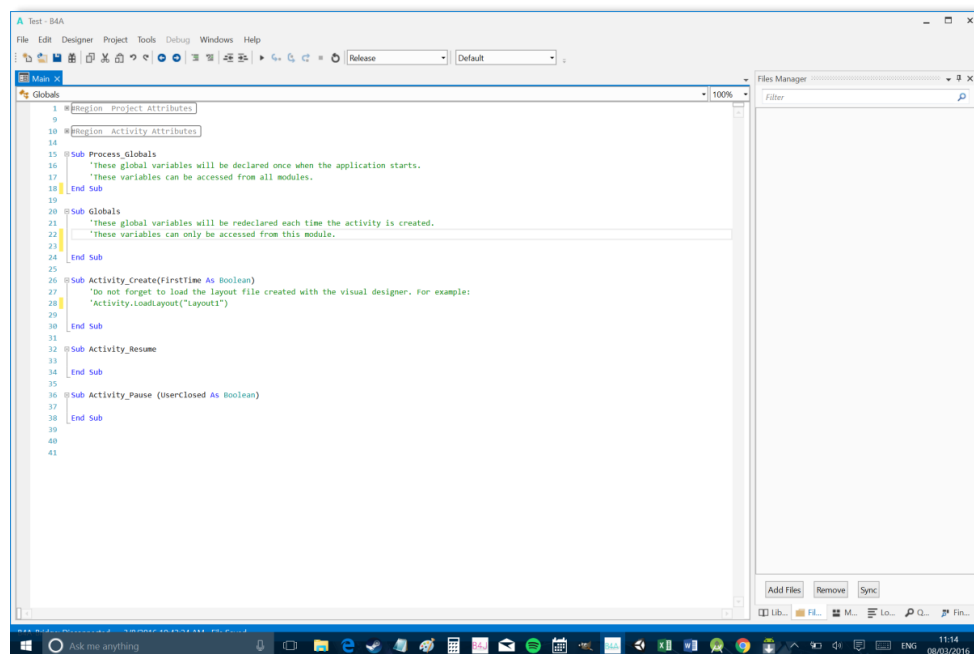 A Test - B4A
File Edit Designer Project Tools Debug Windows Help
Release Default
Main
Files Manager
Globals 100%
Filter
1 #Region Project Attributes
9
10 #Region Activity Attributes
14
15 Sub Process_Globals
16 'These global variables will be declared once when the application starts.
17 'These variables can be accessed from all modules.
18 End Sub
19
20 Sub Globals
21 'These global variables will be redeclared each time the activity is created.
22 'These variables can only be accessed from this module.
23
24 End Sub
25
26 Sub Activity_Create(FirstTime As Boolean)
27 'Do not forget to load the layout file created with the visual designer. For example:
28 'Activity.LoadLayout("Layout1")
29
30 End Sub
31
32 Sub Activity_Resume
33
34 End Sub
35
36 Sub Activity_Pause (UserClosed As Boolean)
37
38 End Sub
39
40
41
Add Files Remove Sync
Lib... Fil... M... Lo... Q... Fin...
Ask me anything
B4J
B4A
ENG
11:14
08/03/2016